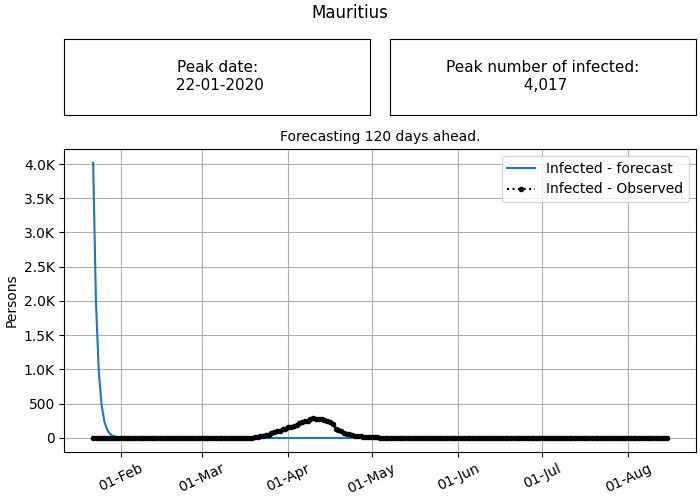 Mauritius
Peak date:
22-01-2020
Peak number of infected:
4,017
Forecasting 120 days ahead.
Infected - forecast
Infected - Observed
Persons
4.0K
3.5K
3.0K
2.5K
2.0K
1.5K
1.0K
500
0
01-Feb
01-Mar
01-Apr
01-May
01-Jun
01-Jul
01-Aug